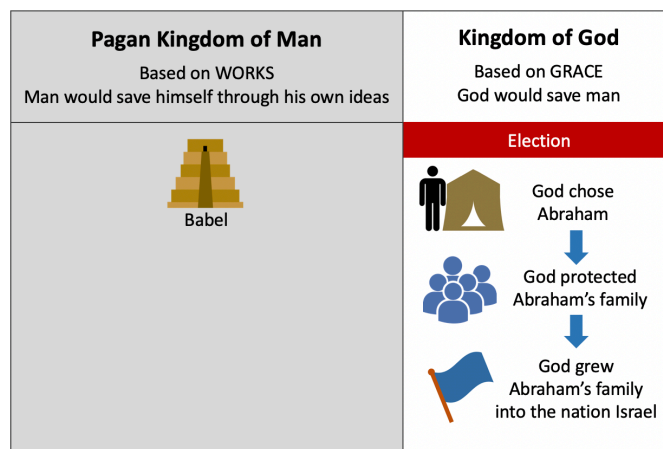 Pagan Kingdom of Man
Based on WORKS
Man would save himself through his own ideas
Kingdom of God
Based on GRACE
God would save man
Babel
Election
God chose
Abraham
God protected
Abraham’s family
God grew
Abraham’s family
into the nation Israel